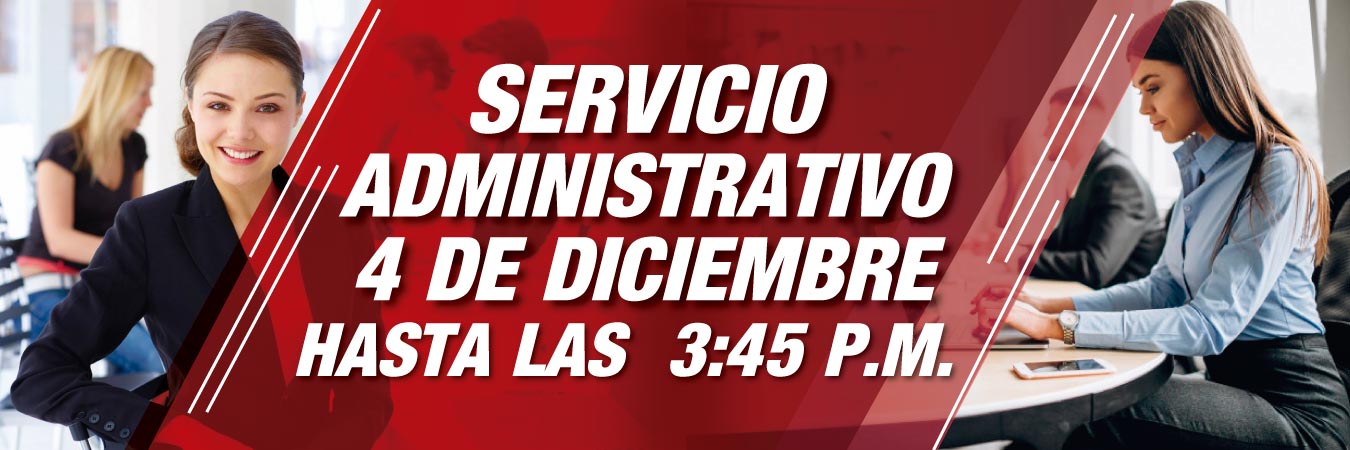 SERVICIO
ADMINISTRATIVO
4 DE DICIEMBRE
HASTA LAS 3:45 P.M.